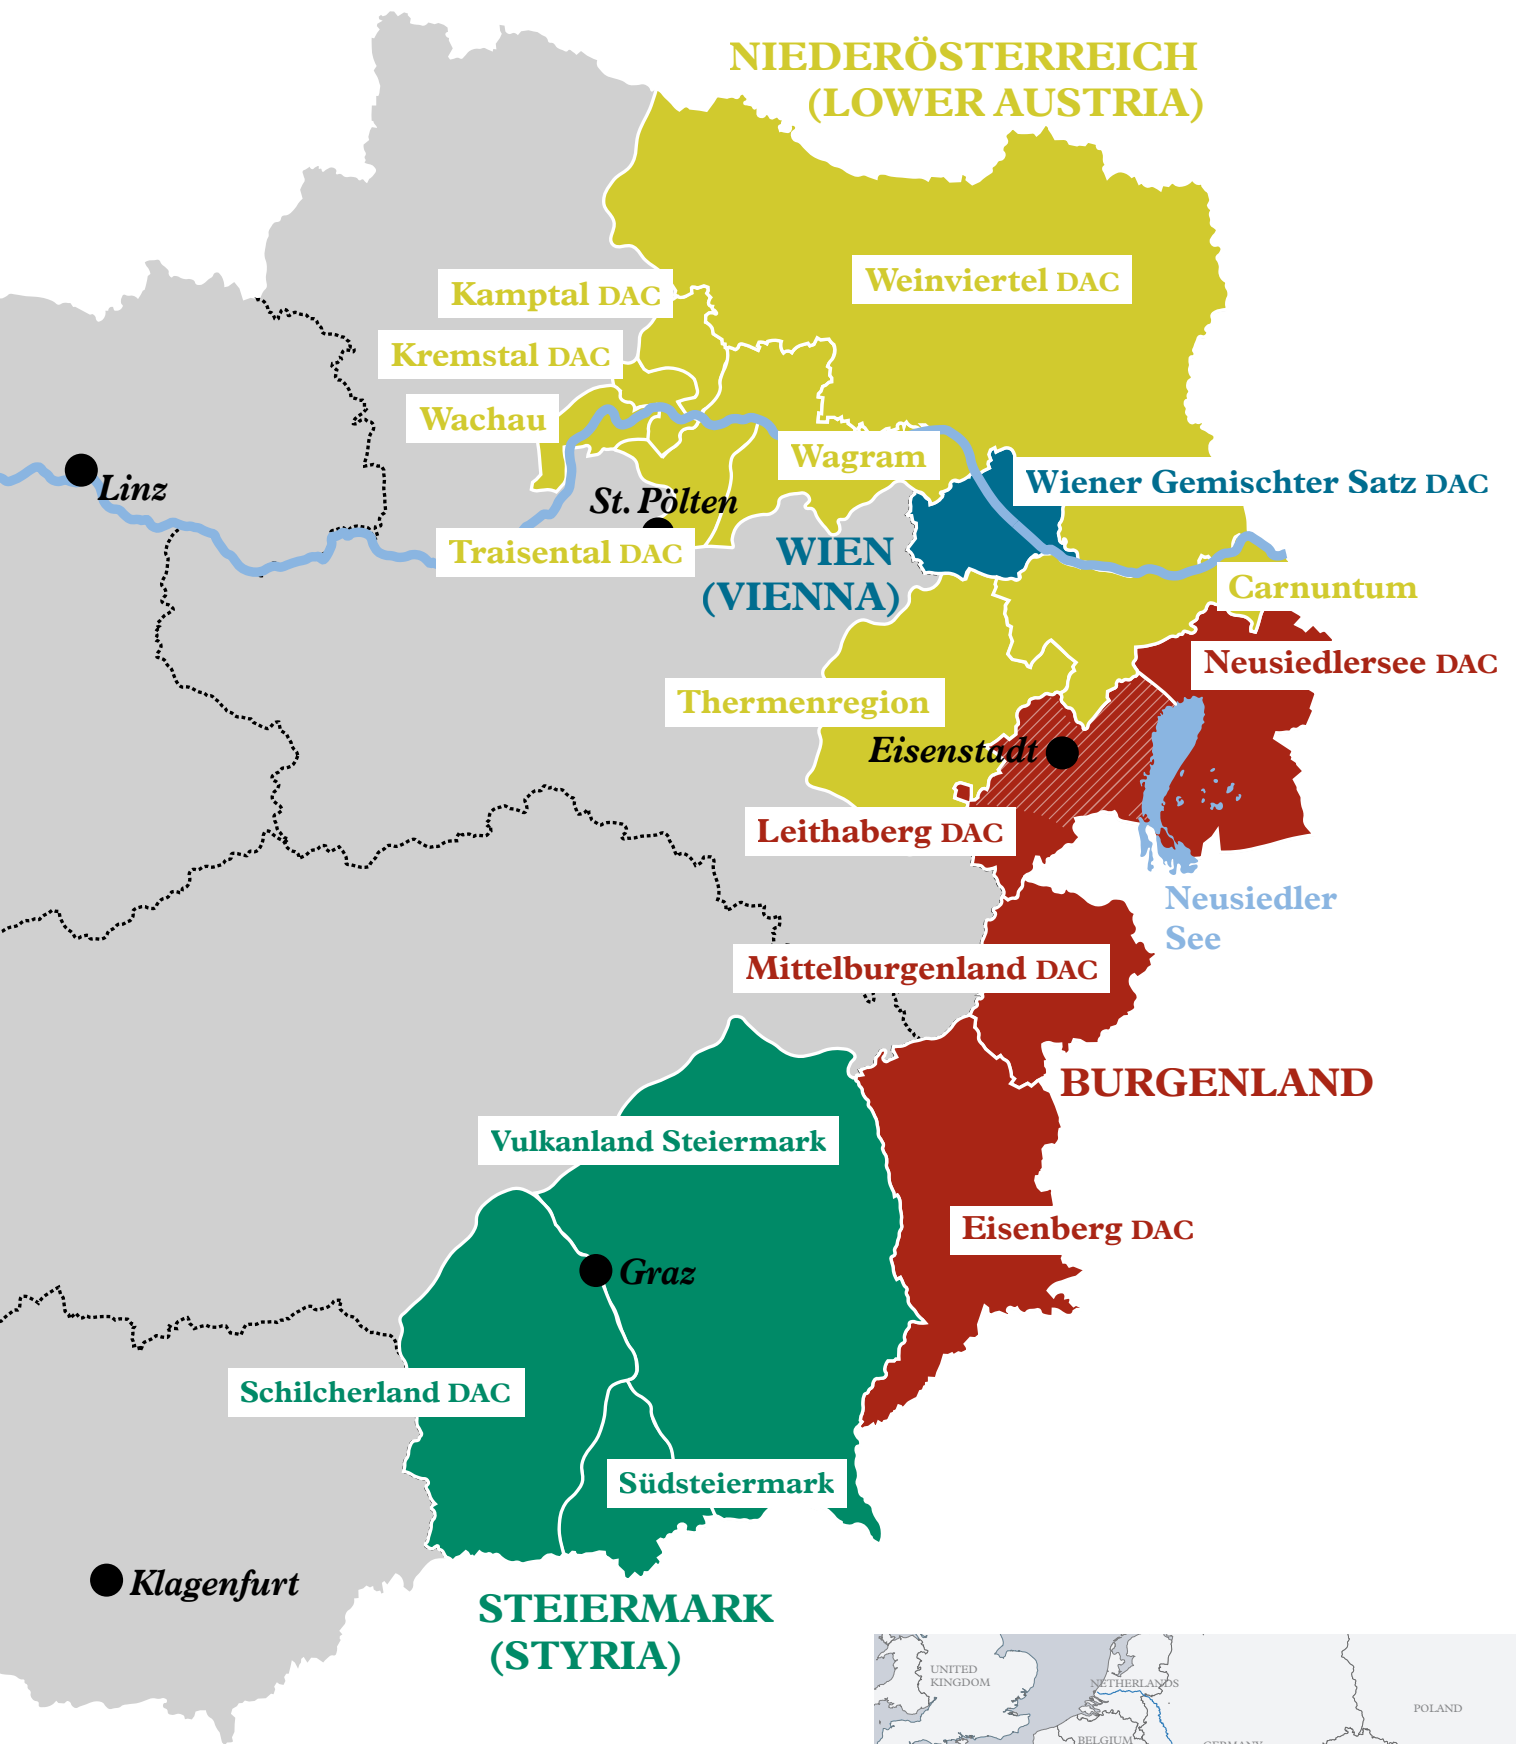 NIEDERÖSTERREICH
(LOWER AUSTRIA)
Weinviertel DAC
Kamptal DAC
Kremstal DAC
Wachau
Wagram
Linz
Wiener Gemischter Satz DAC
St. Pölten
Traisental DAC
WIEN
(VIENNA)
Carnuntum
Neusiedlersee DAC
Thermenregion
Eisenstadt
Leithaberg DAC
Neusiedler
See
Mittelburgenland DAC
BURGENLAND
Vulkanland Steiermark
Eisenberg DAC
Graz
Schilcherland DAC
Südsteiermark
Klagenfurt
STEIERMARK
(STYRIA)
UNITED
KINGDOM
NETHERLANDS
POLAND
BELGIUM
GERMANY